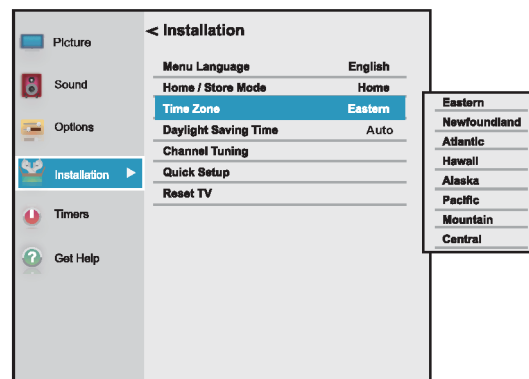 Picture
Sound
Options
Installation
Timers
Get Help
< Installation
Menu Language English
Home / Store Mode Home
Time Zone Eastern
Daylight Saving Time Auto
Channel Tuning
Quick Setup
Reset TV
Eastern
Newfoundland
Atlantic
Hawaii
Alaska
Pacific
Mountain
Central